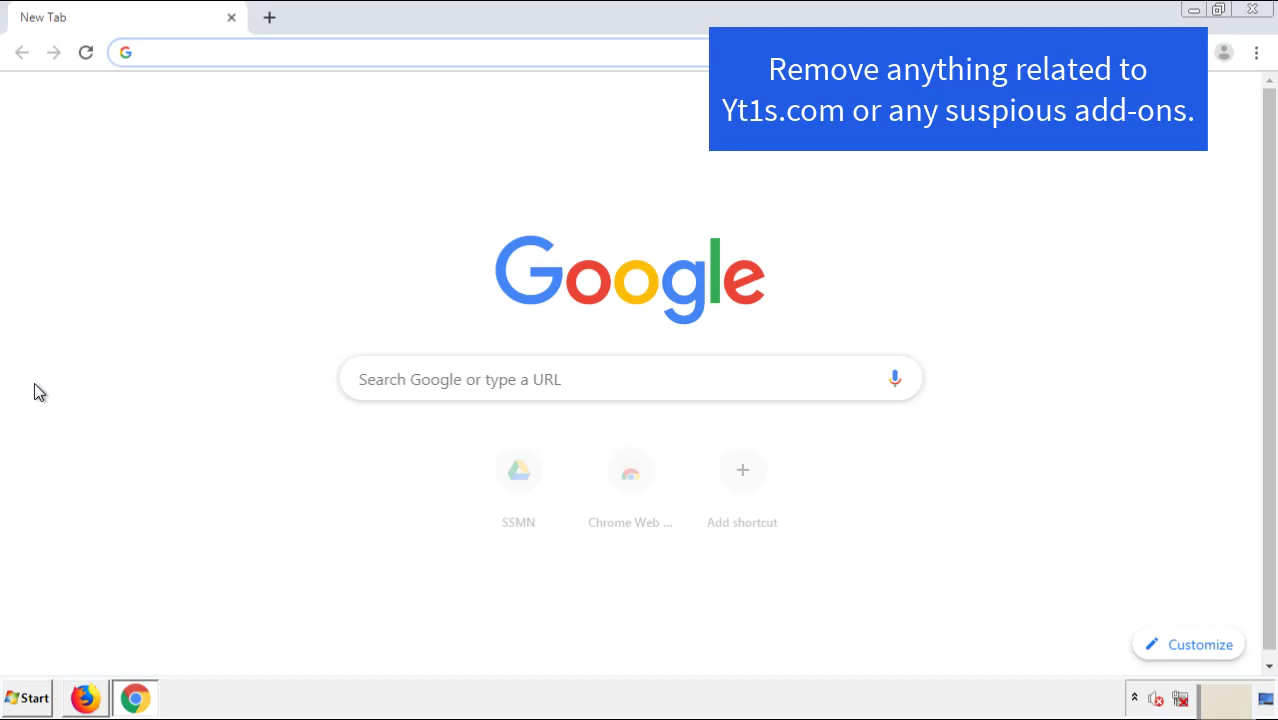 New Tab
Remove anything related to
Yt1s.com or any suspious add-ons.
Google
Search Google or type a URL
SSMN
Chrome Web ...
Add shortcut
Customize
Start